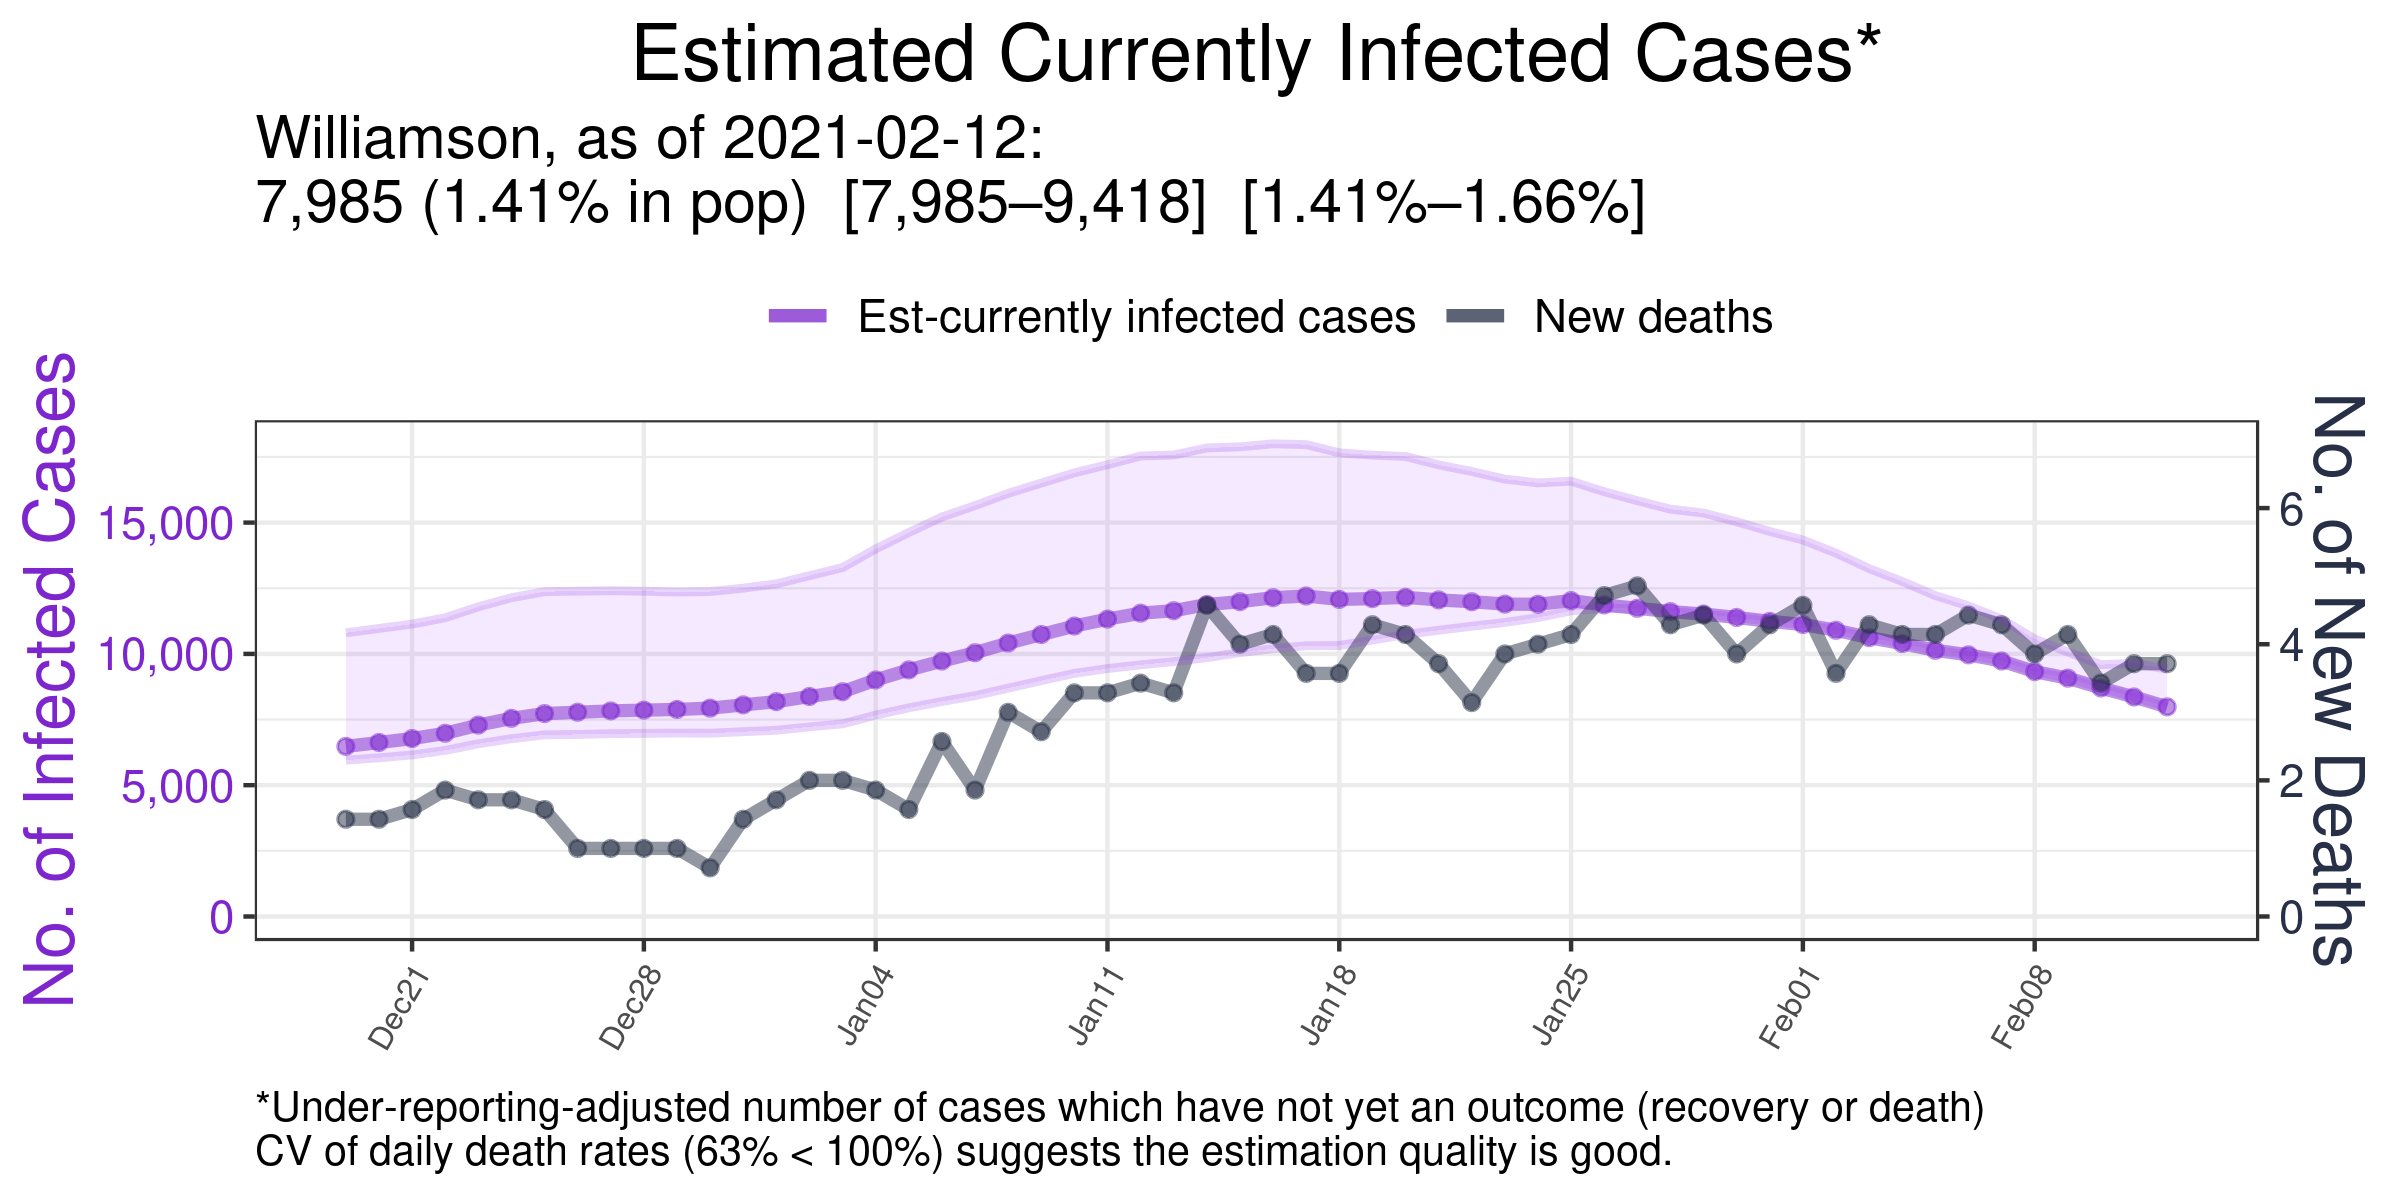 Estimated Currently Infected Cases*
Williamson, as of 2021-02-12:
7,985 (1.41% in pop)  [7,985–9,418]  [1.41%–1.66%]
Est-currently infected cases
New deaths
No. of Infected Cases
15,000
10,000
5,000
0
No. of New Deaths
6
4
2
0
Dec21
Dec28
Jan04
Jan11
Jan18
Jan25
Feb01
Feb08
*Under-reporting-adjusted number of cases which have not yet an outcome (recovery or death)
CV of daily death rates (63% < 100%) suggests the estimation quality is good.